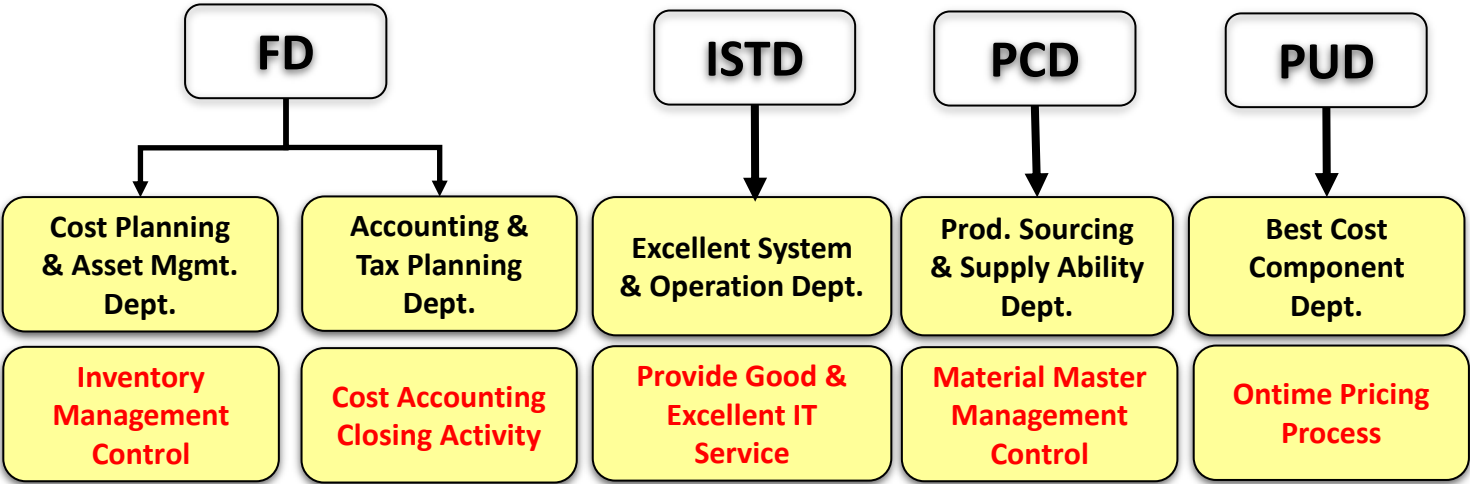 FD
ISTD
PCD
PUD
Cost Planning
& Asset Mgmt.
Dept.
Accounting &
Tax Planning
Dept.
Excellent System
& Operation Dept.
Prod. Sourcing
& Supply Ability
Dept.
Best Cost
Component
Dept.
Inventory
Management
Control
Cost Accounting
Closing Activity
Provide Good &
Excellent IT
Service
Material Master
Management
Control
Ontime Pricing
Process